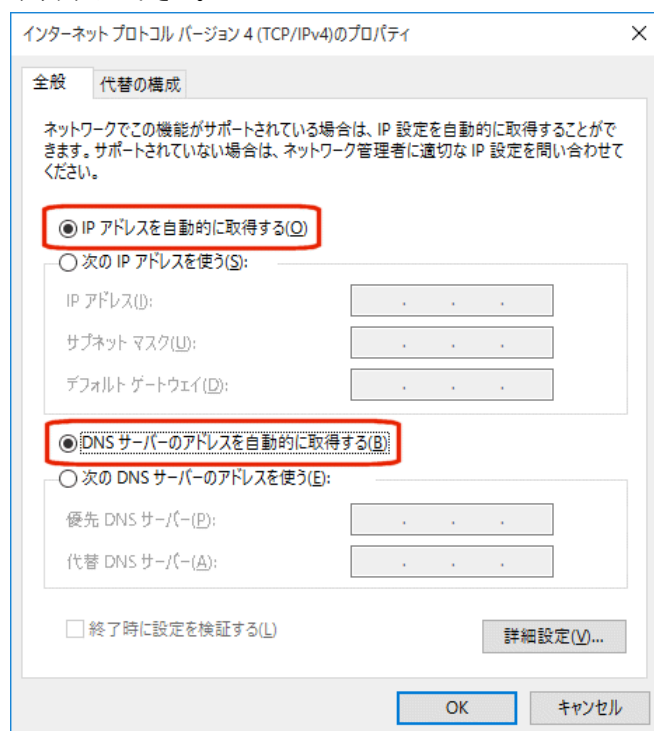 インターネット プロトコル バージョン 4 (TCP/IPv4)のプロパティ
全般
代替の構成
ネットワークでこの機能がサポートされている場合は、IP 設定を自動的に取得することがで
きます。サポートされていない場合は、ネットワーク管理者に適切な IP 設定を問い合わせて
ください。
IP アドレスを自動的に取得する(O)
次の IP アドレスを使う(S):
IP アドレス(I):
サブネット マスク(U):
デフォルト ゲートウェイ(D):
DNS サーバーのアドレスを自動的に取得する(B)
次の DNS サーバーのアドレスを使う(E):
優先 DNS サーバー(P):
代替 DNS サーバー(A):
終了時に設定を検証する(L)
詳細設定(V)...
OK
キャンセル